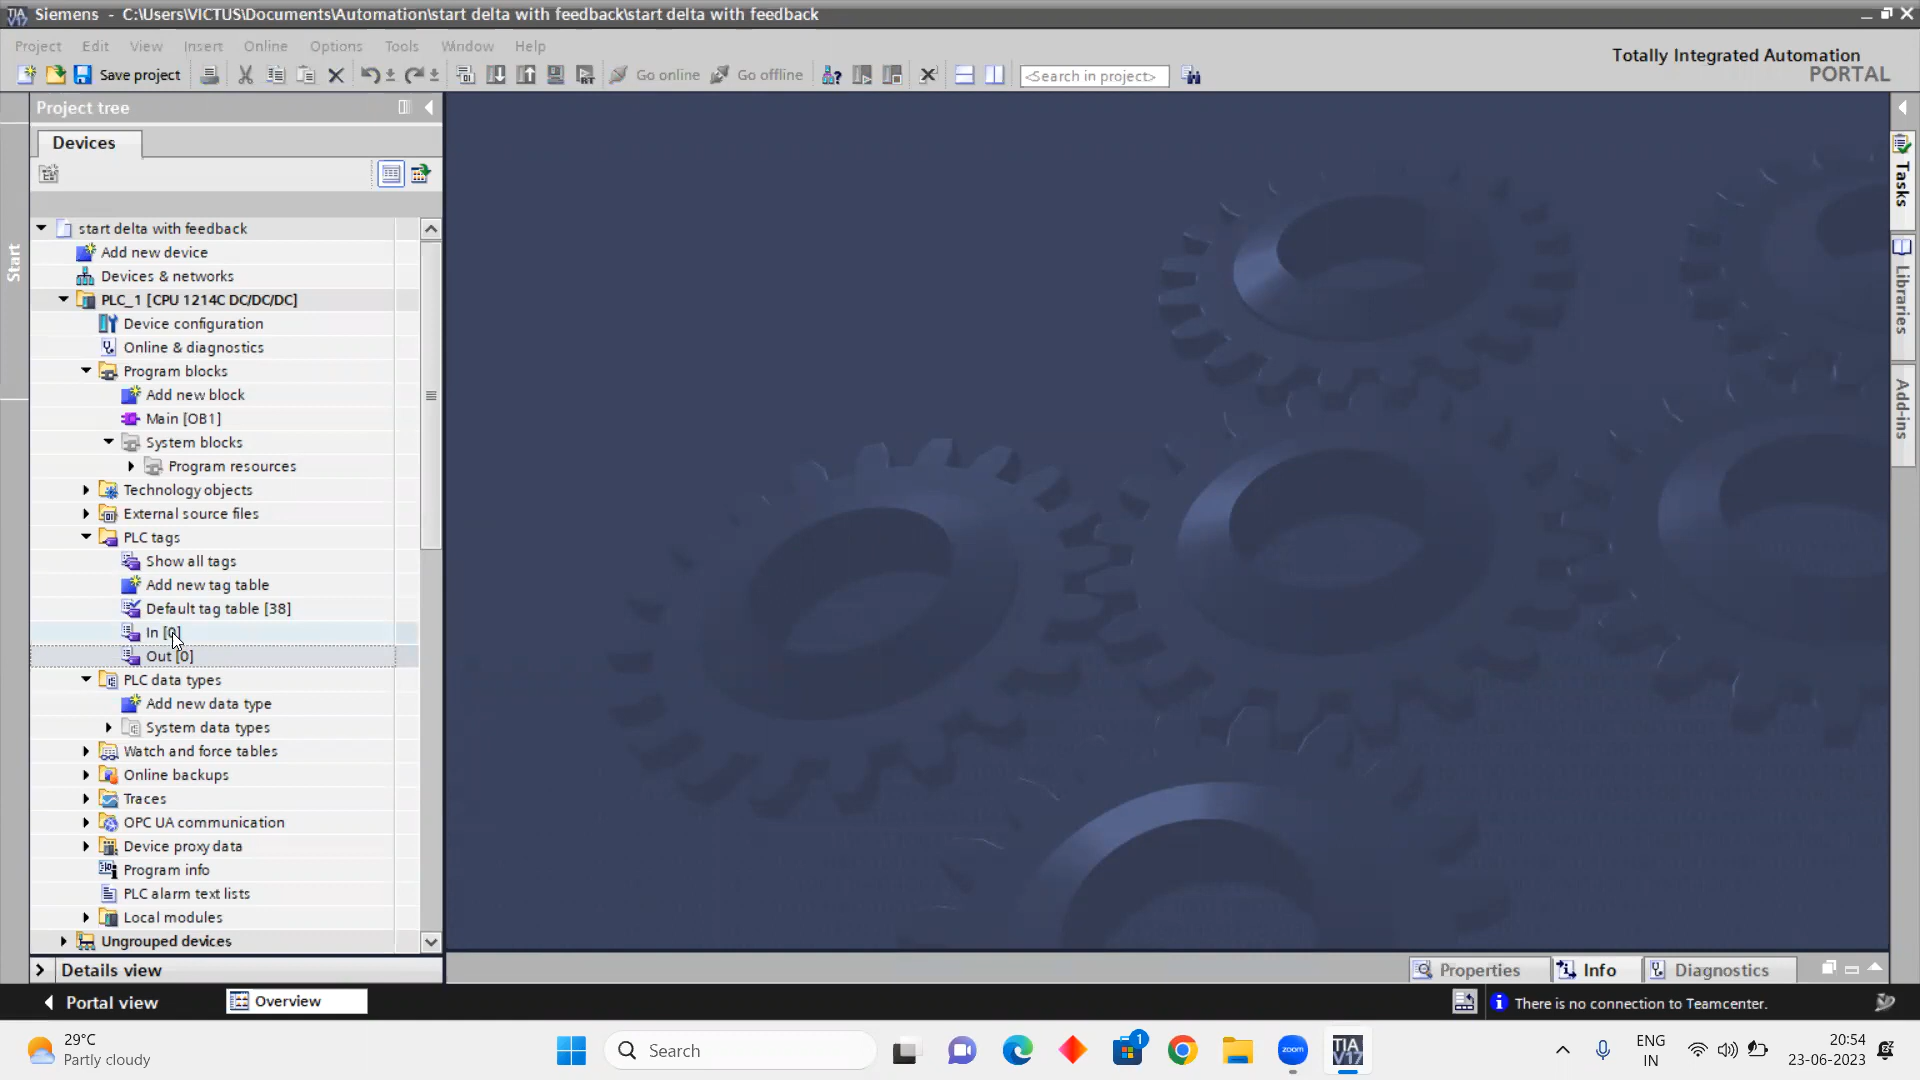 Siemens - C:\Users\VICTUS\Documents\Automation\start delta with feedback\start delta with feedback
Project Edit View Insert Online Options Tools Window Help
Totally Integrated Automation
PORTAL
Save project
Go online
Go offline
<Search in project>
Project tree
Devices
Start
start delta with feedback
Add new device
Devices & networks
PLC_1 [CPU 1214C DC/DC/DC]
Device configuration
Online & diagnostics
Program blocks
Add new block
Main [OB1]
System blocks
Program resources
Technology objects
External source files
PLC tags
Show all tags
Add new tag table
Default tag table [38]
In [0]
Out [0]
PLC data types
Add new data type
System data types
Watch and force tables
Online backups
Traces
OPC UA communication
Device proxy data
Program info
PLC alarm text lists
Local modules
Ungrouped devices
Details view
Tasks
Libraries
Add-ins
Properties
Info
Diagnostics
Portal view
Overview
There is no connection to Teamcenter.
29°C
Partly cloudy
Search
1
zoom
TIA
V17
ENG
IN
20:54
23-06-2023